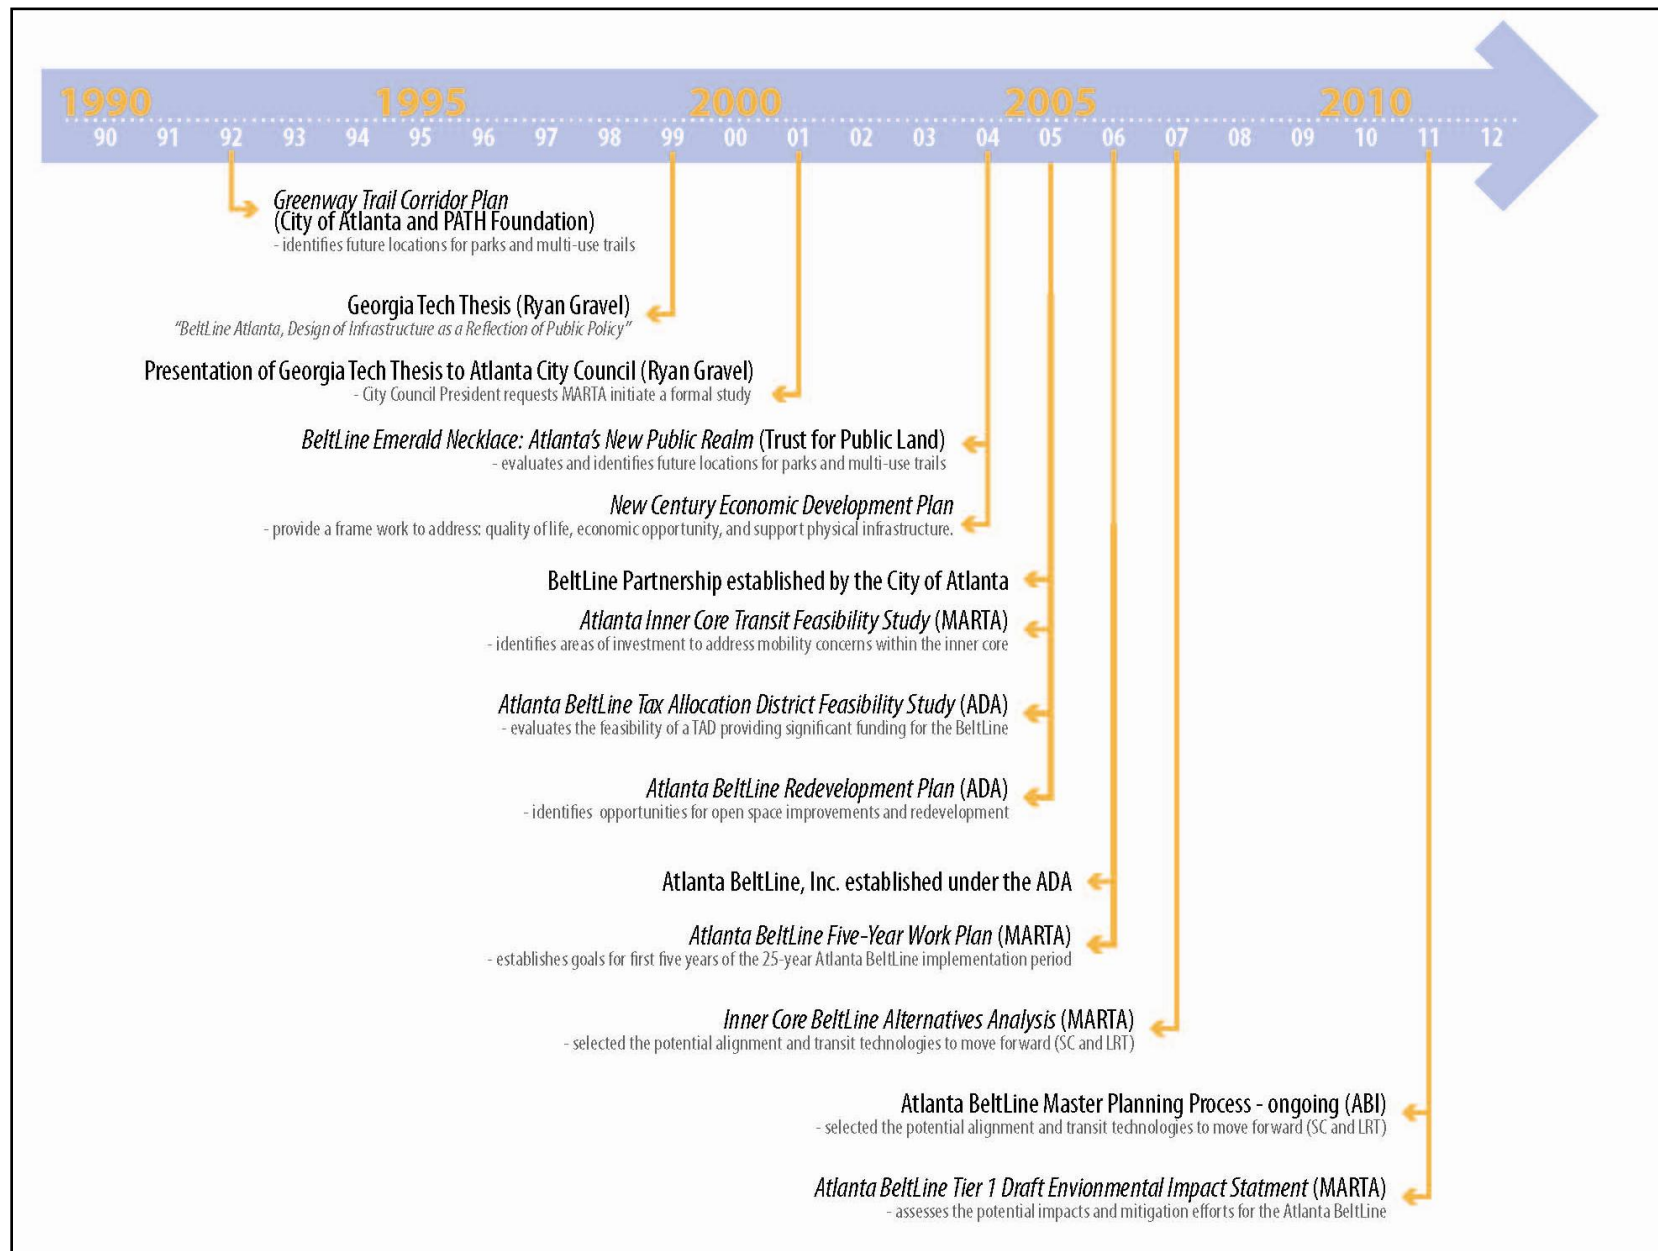 1990 1995 2000 2005 2010
90 91 92 93 94 95 96 97 98 99 00 01 02 03 04 05 06 07 08 09 10 11 12
Greenway Trail Corridor Plan
(City of Atlanta and PATH Foundation)
- identifies future locations for parks and multi-use trails
Georgia Tech Thesis (Ryan Gravel)
"BeltLine Atlanta, Design of Infrastructure as a Reflection of Public Policy"
Presentation of Georgia Tech Thesis to Atlanta City Council (Ryan Gravel)
- City Council President requests MARTA initiate a formal study
BeltLine Emerald Necklace: Atlanta's New Public Realm (Trust for Public Land)
- evaluates and identifies future locations for parks and multi-use trails
New Century Economic Development Plan
- provide a frame work to address: quality of life, economic opportunity, and support physical infrastructure.
BeltLine Partnership established by the City of Atlanta
Atlanta Inner Core Transit Feasibility Study (MARTA)
- identifies areas of investment to address mobility concerns within the inner core
Atlanta BeltLine Tax Allocation District Feasibility Study (ADA)
- evaluates the feasibility of a TAD providing significant funding for the BeltLine
Atlanta BeltLine Redevelopment Plan (ADA)
- identifies opportunities for open space improvements and redevelopment
Atlanta BeltLine, Inc. established under the ADA
Atlanta BeltLine Five-Year Work Plan (MARTA)
- establishes goals for first five years of the 25-year Atlanta BeltLine implementation period
Inner Core BeltLine Alternatives Analysis (MARTA)
- selected the potential alignment and transit technologies to move forward (SC and LRT)
Atlanta BeltLine Master Planning Process - ongoing (ABI)
- selected the potential alignment and transit technologies to move forward (SC and LRT)
Atlanta BeltLine Tier 1 Draft Envionmental Impact Statment (MARTA)
- assesses the potential impacts and mitigation efforts for the Atlanta BeltLine